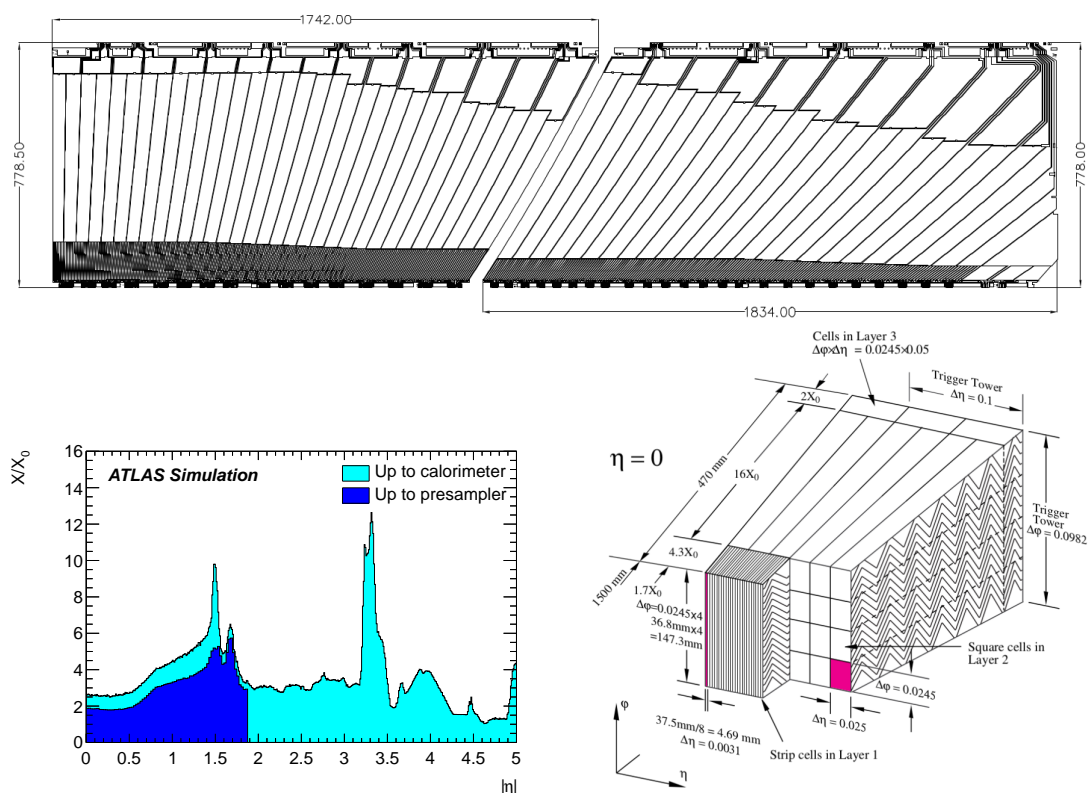 1742.00
778.50
778.00
1834.00
X/X₀
16
14
12
10
8
6
4
2
0
ATLAS Simulation
Up to calorimeter
Up to presampler
0 0.5 1 1.5 2 2.5 3 3.5 4 4.5 5
|η|
Cells in Layer 3
Δφ×Δη = 0.0245×0.05
Trigger Tower
Δη = 0.1
2X₀
η = 0
470 mm
16X₀
Trigger
Tower
Δφ = 0.0982
4.3X₀
1500 mm
1.7X₀
Δφ=0.0245x4
36.8mmx4
=147.3mm
Square cells in
Layer 2
Δφ = 0.0245
Δη = 0.025
37.5mm/8 = 4.69 mm
Δη = 0.0031
Strip cells in Layer 1
φ
η